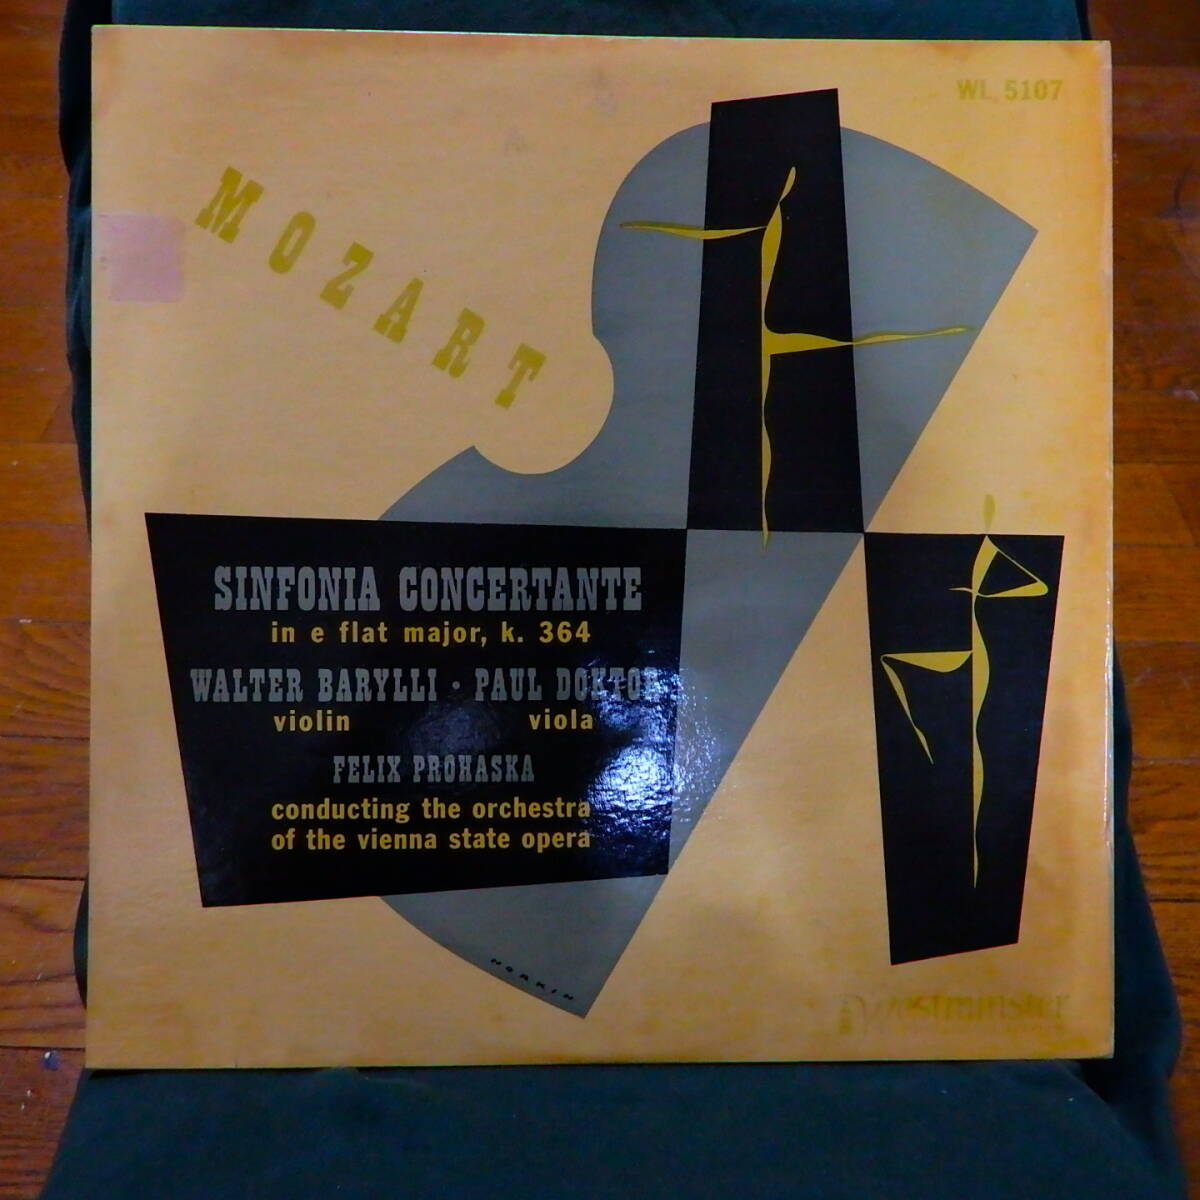 WL 5107
MOZART
SINFONIA CONCERTANTE
in e flat major, k. 364
WALTER BARYLLI · PAUL DOKTOR
violin viola
FELIX PROHASKA
conducting the orchestra
of the vienna state opera
NORKIN
Westminster